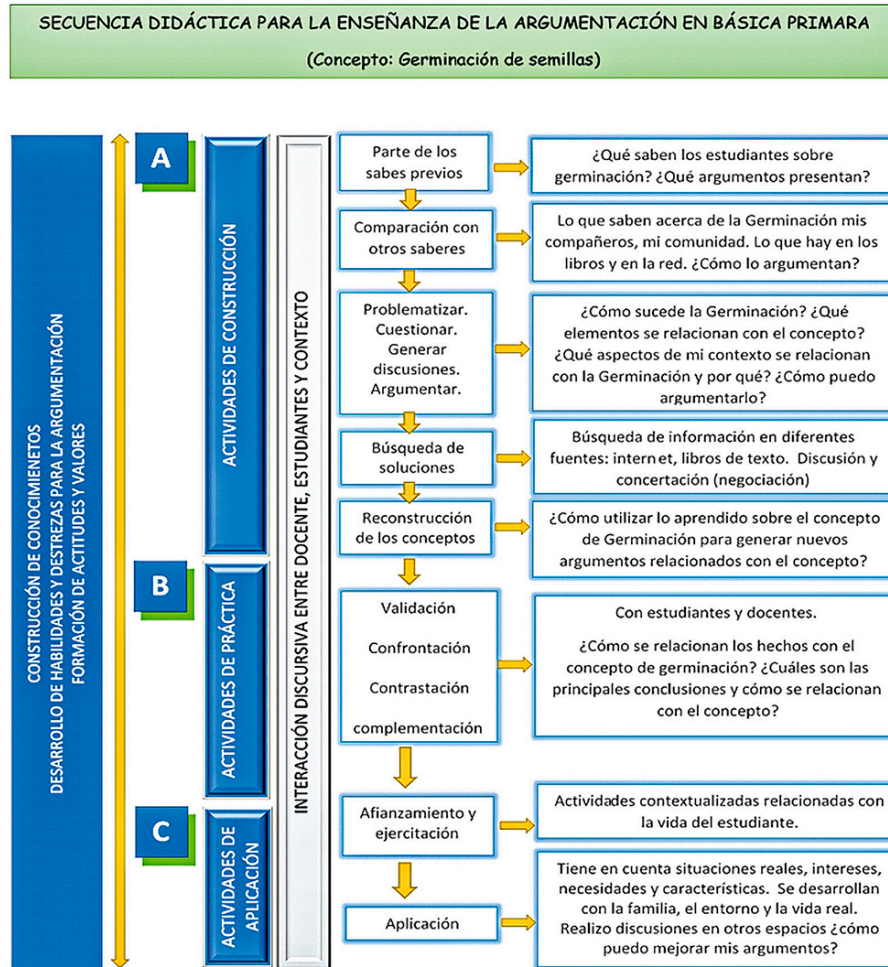 SECUENCIA DIDÁCTICA PARA LA ENSEÑANZA DE LA ARGUMENTACIÓN EN BÁSICA PRIMARA
(Concepto: Germinación de semillas)
CONSTRUCCIÓN DE CONOCIMIENETOS
DESARROLLO DE HABILIDADES Y DESTREZAS PARA LA ARGUMENTACIÓN
FORMACIÓN DE ACTITUDES Y VALORES
A
ACTIVIDADES DE CONSTRUCCIÓN
B
ACTIVIDADES DE PRÁCTICA
C
ACTIVIDADES DE
APLICACIÓN
INTERACCIÓN DISCURSIVA ENTRE DOCENTE, ESTUDIANTES Y CONTEXTO
Parte de los
sabes previos
¿Qué saben los estudiantes sobre
germinación? ¿Qué argumentos presentan?
Comparación con
otros saberes
Lo que saben acerca de la Germinación mis
compañeros, mi comunidad. Lo que hay en los
libros y en la red. ¿Cómo lo argumentan?
Problematizar.
Cuestionar.
Generar
discusiones.
Argumentar.
¿Cómo sucede la Germinación? ¿Qué
elementos se relacionan con el concepto?
¿Qué aspectos de mi contexto se relacionan
con la Germinación y por qué? ¿Cómo puedo
argumentarlo?
Búsqueda de
soluciones
Búsqueda de información en diferentes
fuentes: internet, libros de texto. Discusión y
concertación (negociación)
Reconstrucción
de los conceptos
¿Cómo utilizar lo aprendido sobre el concepto
de Germinación para generar nuevos
argumentos relacionados con el concepto?
Validación
Confrontación
Contrastación
complementación
Con estudiantes y docentes.
¿Cómo se relacionan los hechos con el
concepto de germinación? ¿Cuáles son las
principales conclusiones y cómo se relacionan
con el concepto?
Afianzamiento y
ejercitación
Actividades contextualizadas relacionadas con
la vida del estudiante.
Aplicación
Tiene en cuenta situaciones reales, intereses,
necesidades y características. Se desarrollan
con la familia, el entorno y la vida real.
Realizo discusiones en otros espacios ¿cómo
puedo mejorar mis argumentos?